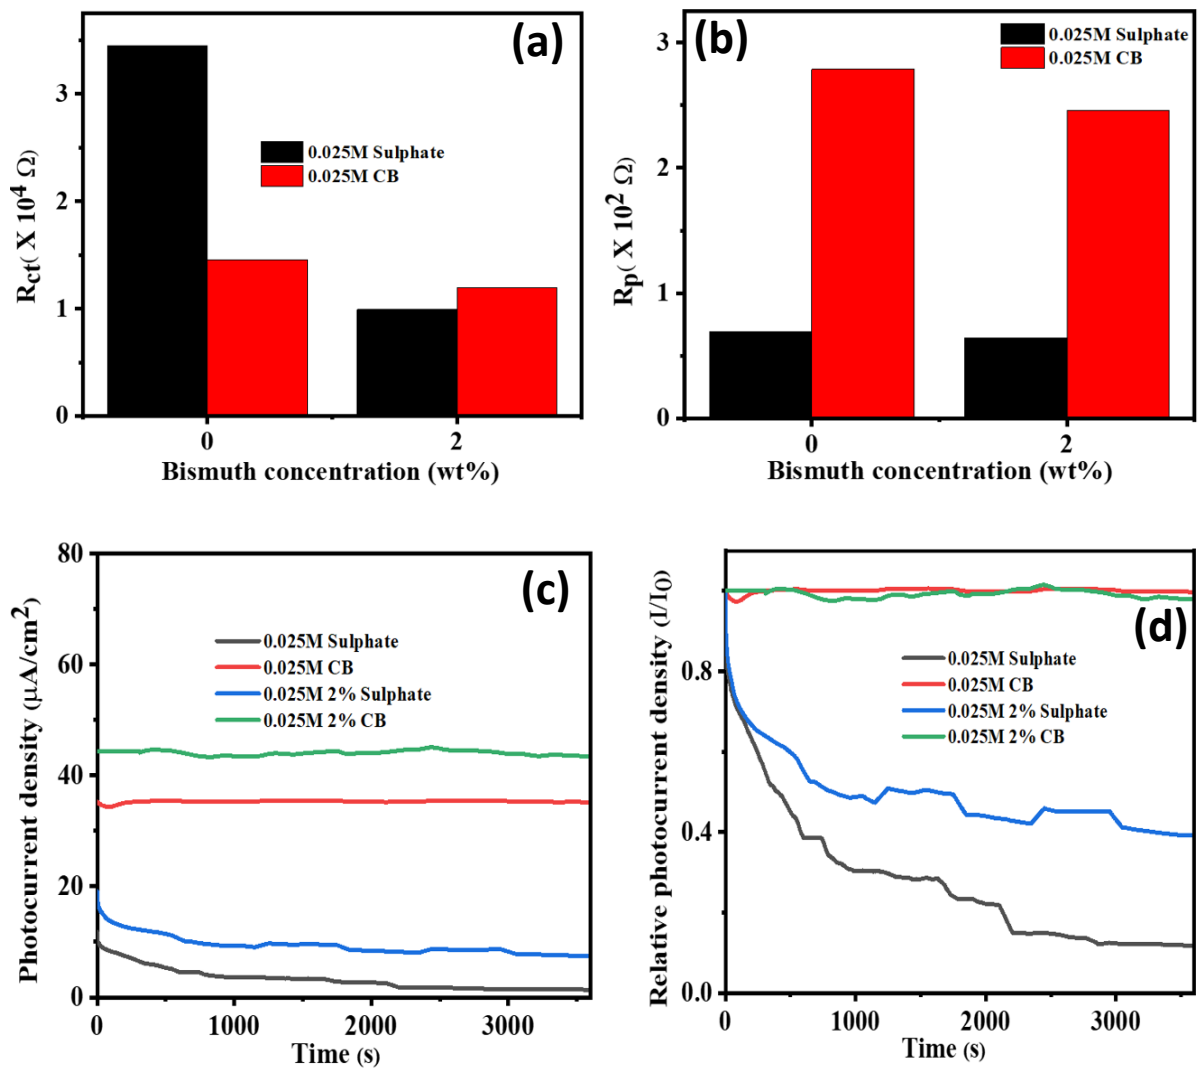 (a)
3
2
1
0
Rct( X 10⁴ Ω)
0.025M Sulphate
0.025M CB
0
2
Bismuth concentration (wt%)
(b)
3
2
1
0
Rp( X 10² Ω)
0.025M Sulphate
0.025M CB
0
2
Bismuth concentration (wt%)
(c)
80
60
40
20
0
Photocurrent density (μA/cm²)
0.025M Sulphate
0.025M CB
0.025M 2% Sulphate
0.025M 2% CB
0
1000
2000
3000
Time (s)
(d)
0.8
0.4
0.0
Relative photocurrent density (I/I₀)
0.025M Sulphate
0.025M CB
0.025M 2% Sulphate
0.025M 2% CB
0
1000
2000
3000
Time (s)